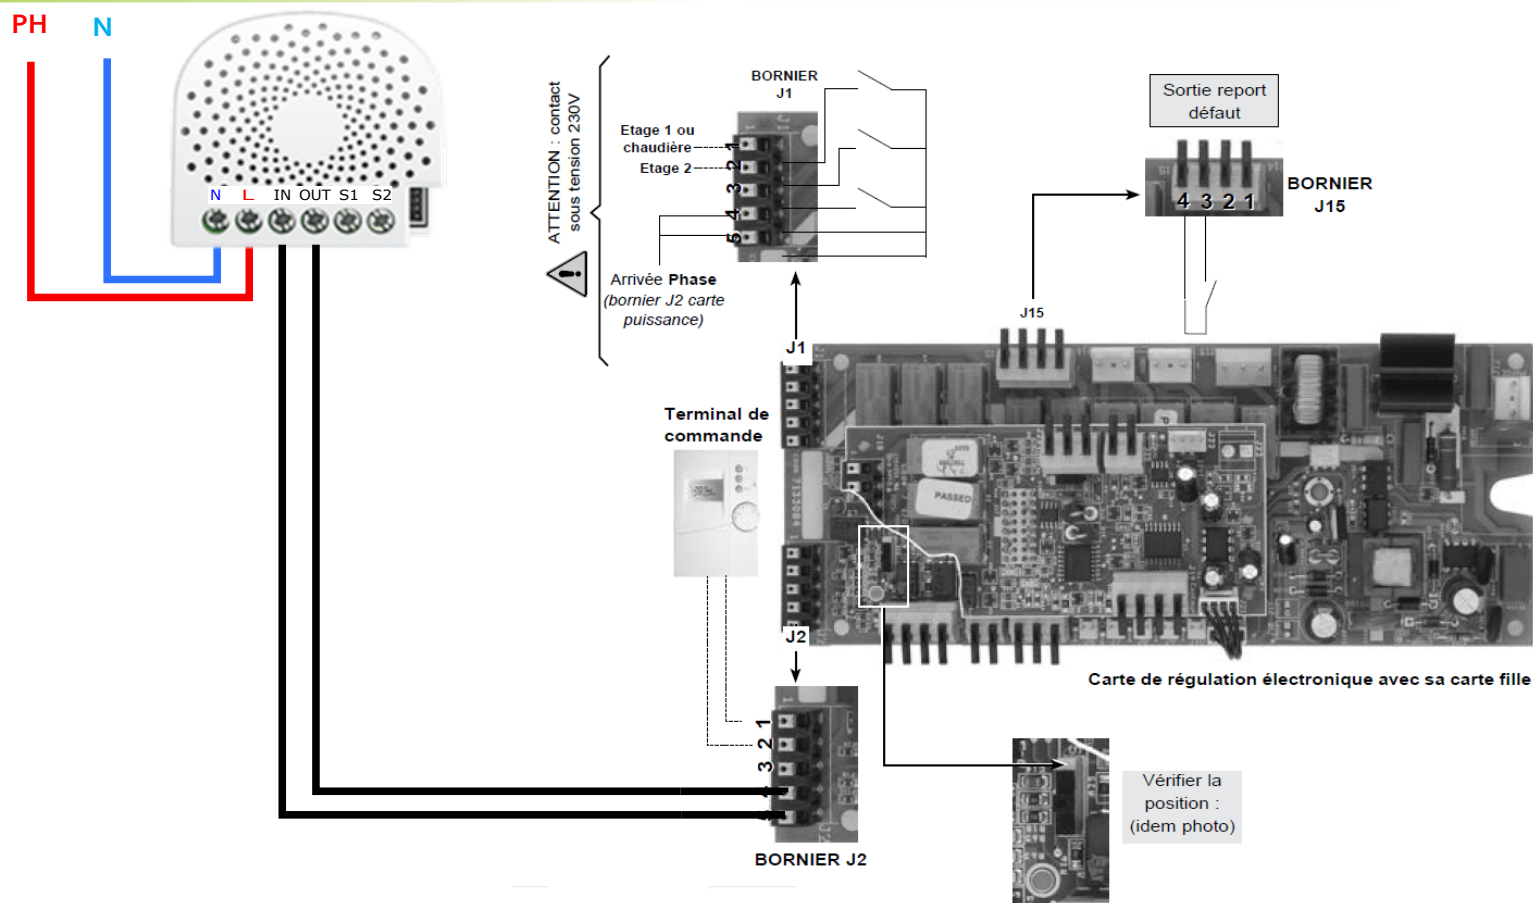 PH
N
N L IN OUT S1 S2
ATTENTION : contact
sous tension 230V
BORNIER
J1
Etage 1 ou
chaudière
Etage 2
1
2
3
4
5
Arrivée Phase
(bornier J2 carte
puissance)
Sortie report
défaut
4 3 2 1
BORNIER
J15
J15
J1
Terminal de
commande
PASSED
J2
Carte de régulation électronique avec sa carte fille
1
2
3
J2
BORNIER J2
Vérifier la
position :
(idem photo)